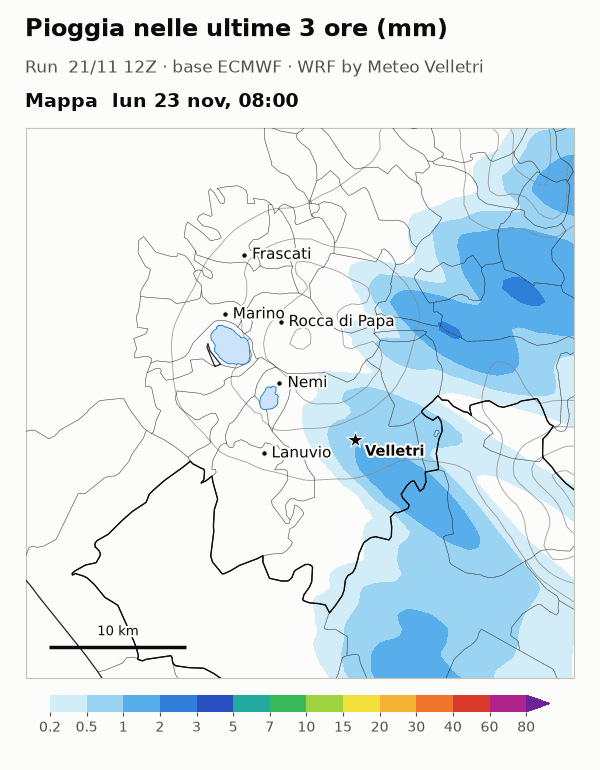 Pioggia nelle ultime 3 ore (mm)
Run  21/11 12Z · base ECMWF · WRF by Meteo Velletri
Mappa  lun 23 nov, 08:00
Frascati
Marino
Rocca di Papa
Nemi
Velletri
Lanuvio
10 km
0.2 0.5 1 2 3 5 7 10 15 20 30 40 60 80